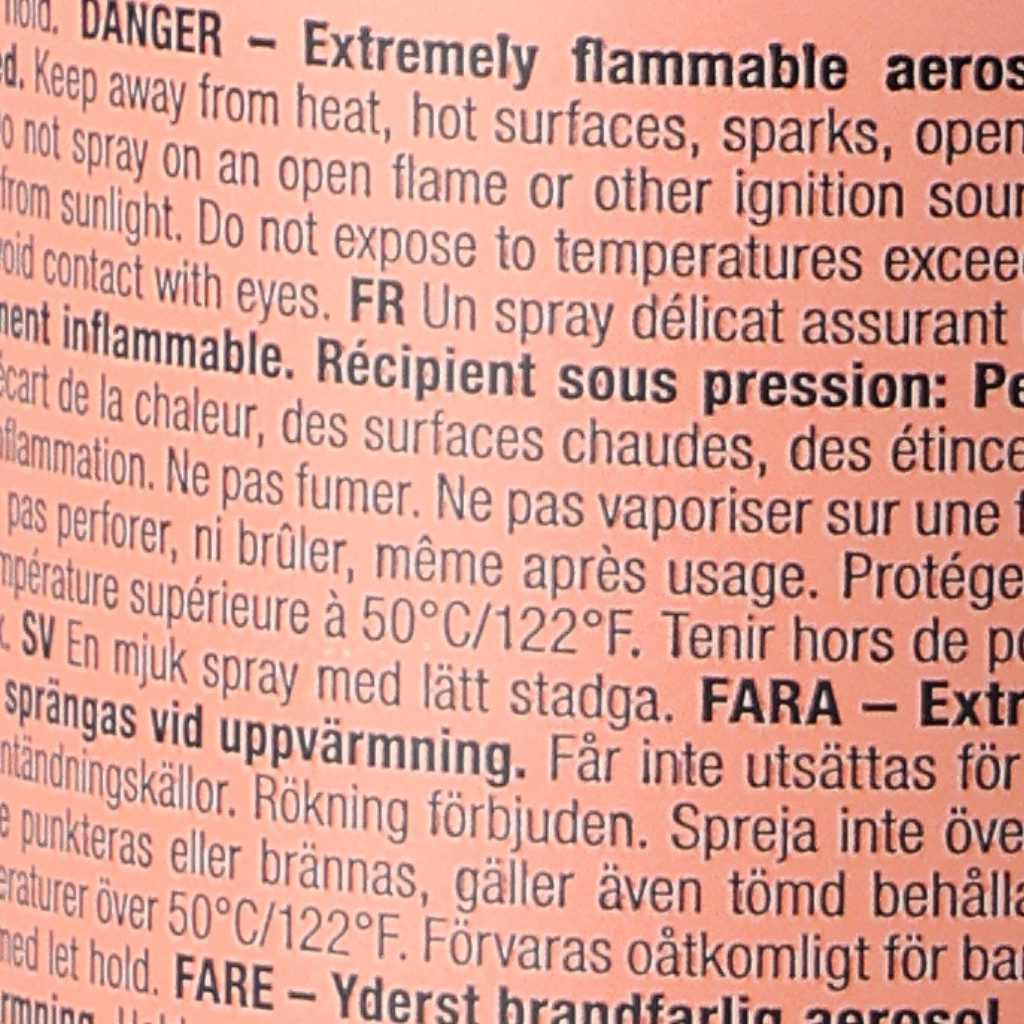 hold. DANGER – Extremely flammable aeros
ed. Keep away from heat, hot surfaces, sparks, open
o not spray on an open flame or other ignition sour
from sunlight. Do not expose to temperatures excee
void contact with eyes. FR Un spray délicat assurant
ment inflammable. Récipient sous pression: Pe
écart de la chaleur, des surfaces chaudes, des étince
nflammation. Ne pas fumer. Ne pas vaporiser sur une f
pas perforer, ni brûler, même après usage. Protége
mpérature supérieure à 50°C/122°F. Tenir hors de po
. SV En mjuk spray med lätt stadga. FARA – Extr
sprängas vid uppvärmning. Får inte utsättas för
ntändningskällor. Rökning förbjuden. Spreja inte öve
e punkteras eller brännas, gäller även tömd behålla
eraturer över 50°C/122°F. Förvaras oåtkomligt för bar
med let hold. FARE – Yderst brandfarlig aerosol.
rmning.